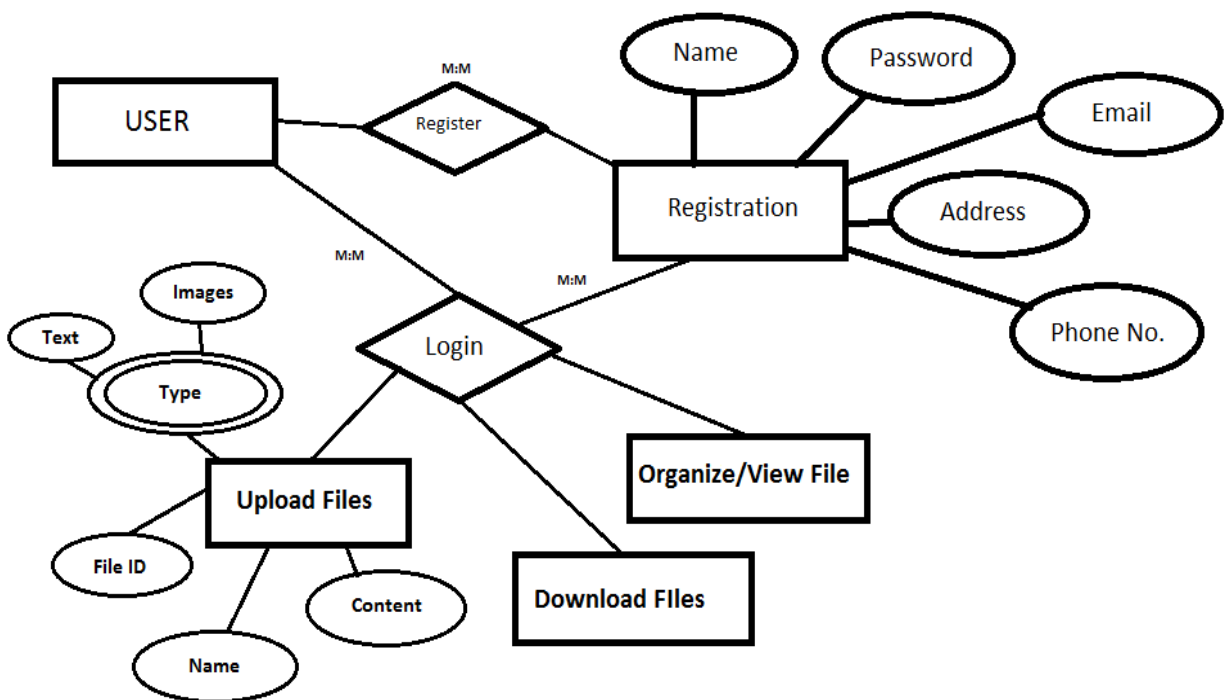 Name
Password
M:M
USER
Register
Email
Registration
Address
M:M
M:M
Images
Text
Login
Phone No.
Type
Organize/View File
Upload Files
File ID
Download FIles
Content
Name